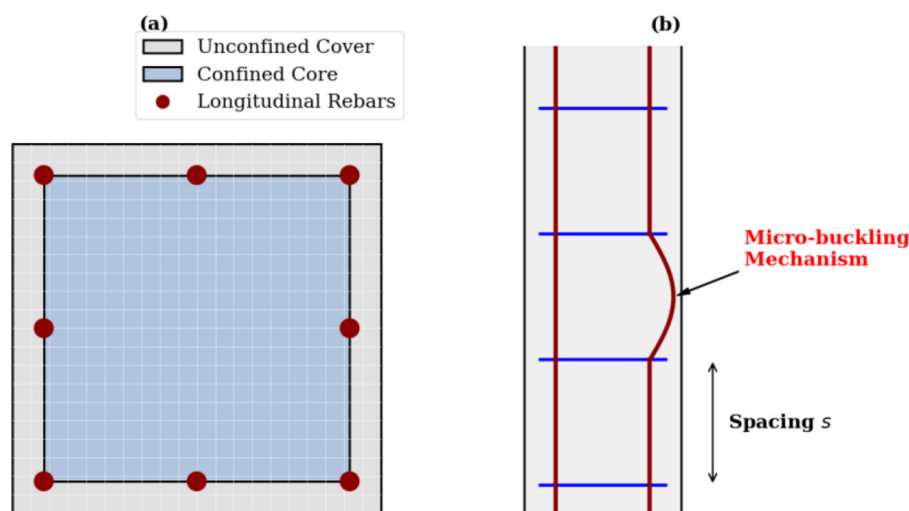 (a)
Unconfined Cover
Confined Core
Longitudinal Rebars
(b)
Micro-buckling
Mechanism
Spacing s